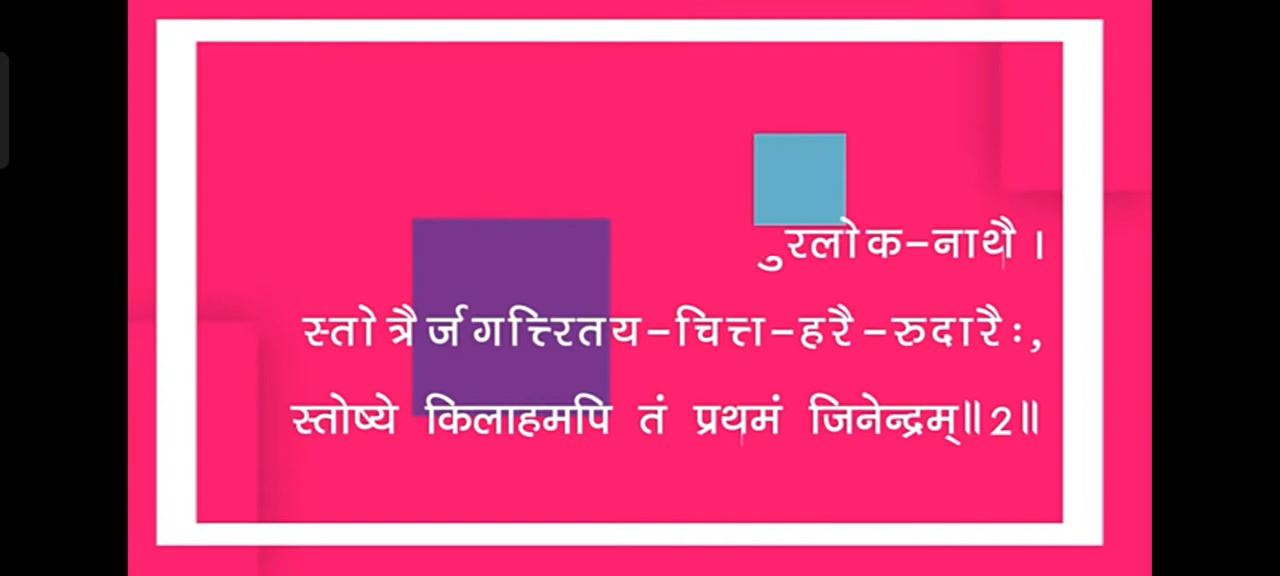 ुरलोक-नाथै ।
स्तोत्रैर्जगत्त्रितय-चित्त-हरै-रुदारैः,
स्तोष्ये किलाहमपि तं प्रथमं जिनेन्द्रम्॥2॥